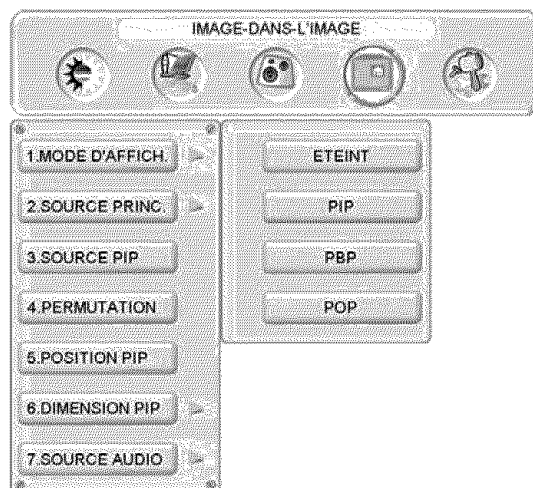 IMAGE-DANS-L'IMAGE
1.MODE D'AFFICH.
2.SOURCE PRINC.
3.SOURCE PIP
4.PERMUTATION
5.POSITION PIP
6.DIMENSION PIP
7.SOURCE AUDIO
ETEINT
PIP
PBP
POP